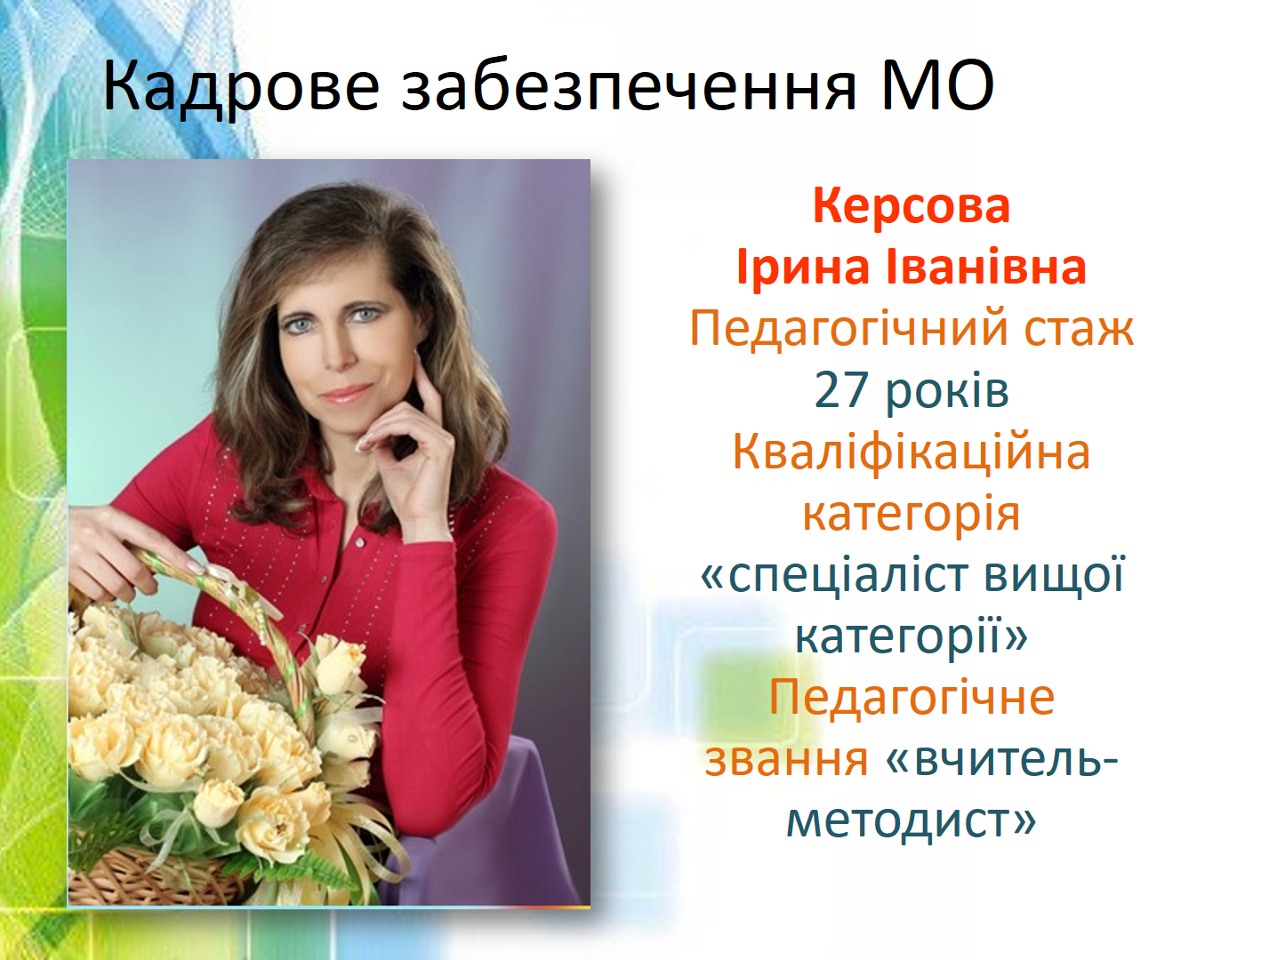 Кадрове забезпечення МО
Керсова
Ірина Іванівна
Педагогічний стаж
27 років
Кваліфікаційна
категорія
«спеціаліст вищої
категорії»
Педагогічне
звання «вчитель-
методист»